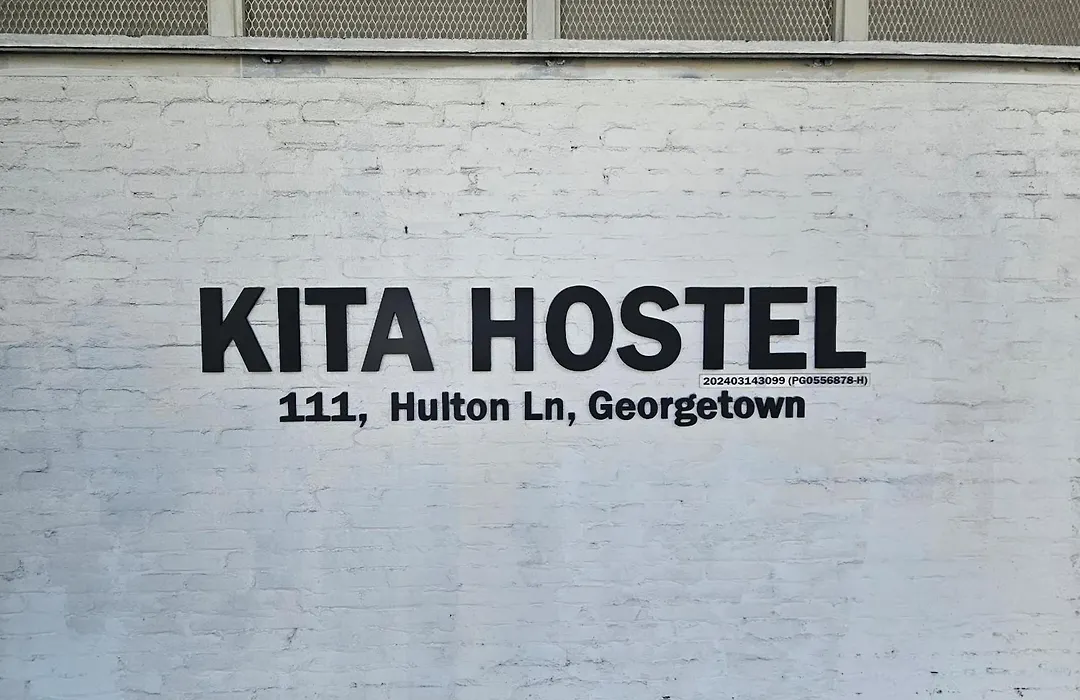 KITA HOSTEL
202403143099 (PG0556878-H)
111, Hulton Ln, Georgetown